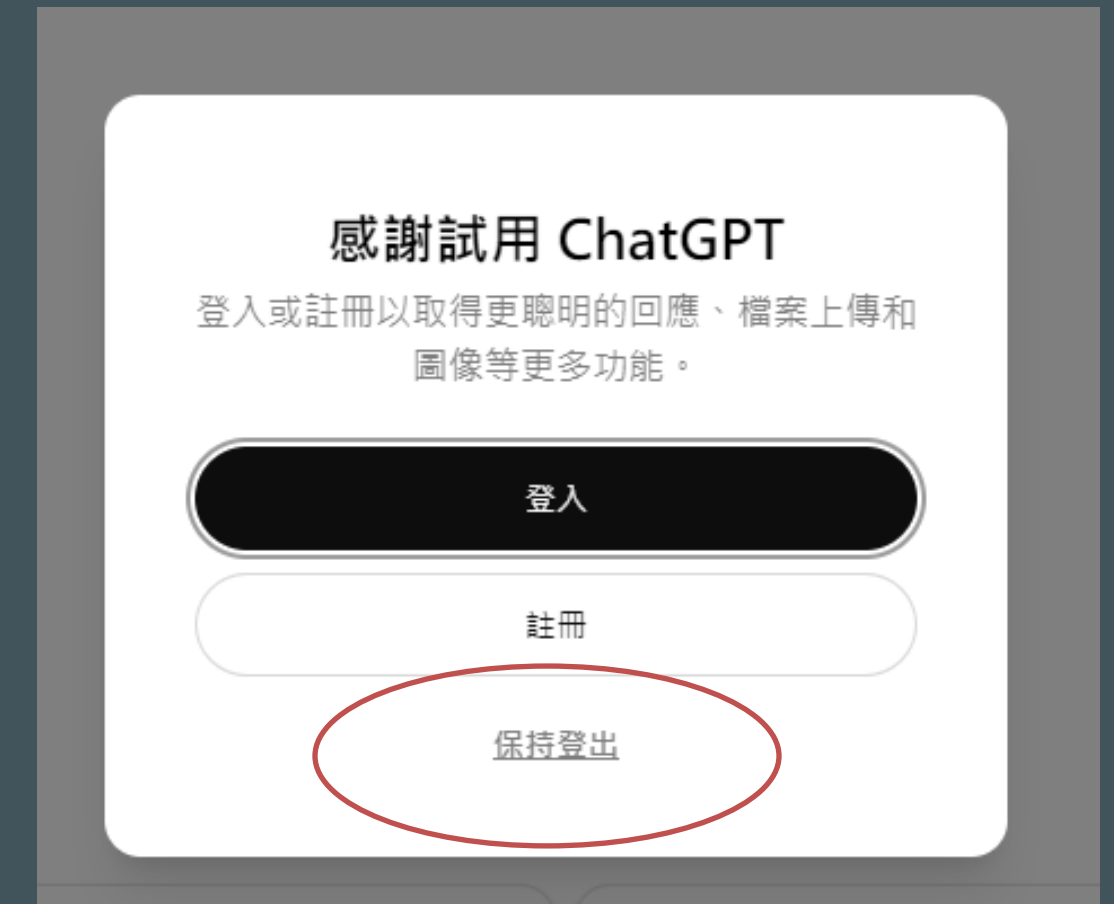 感謝試用 ChatGPT
登入或註冊以取得更聰明的回應、檔案上傳和
圖像等更多功能。
登入
註冊
保持登出